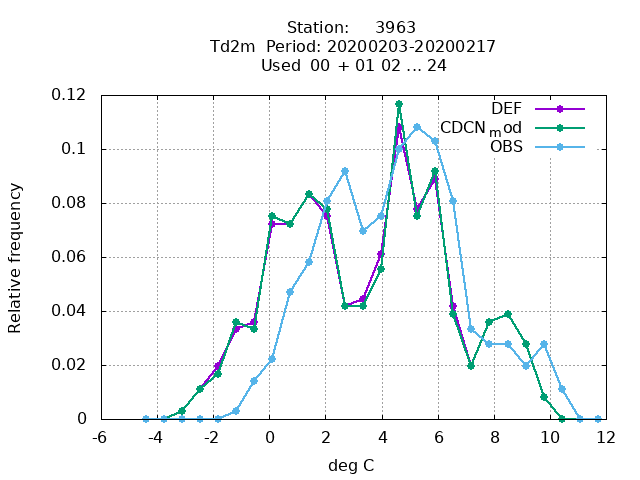 Station:     3963
Td2m  Period: 20200203-20200217
Used  00  + 01 02 ... 24
DEF
CDCNmod
OBS
0.12
0.1
0.08
0.06
0.04
0.02
0
Relative frequency
-6 -4 -2 0 2 4 6 8 10 12
deg C